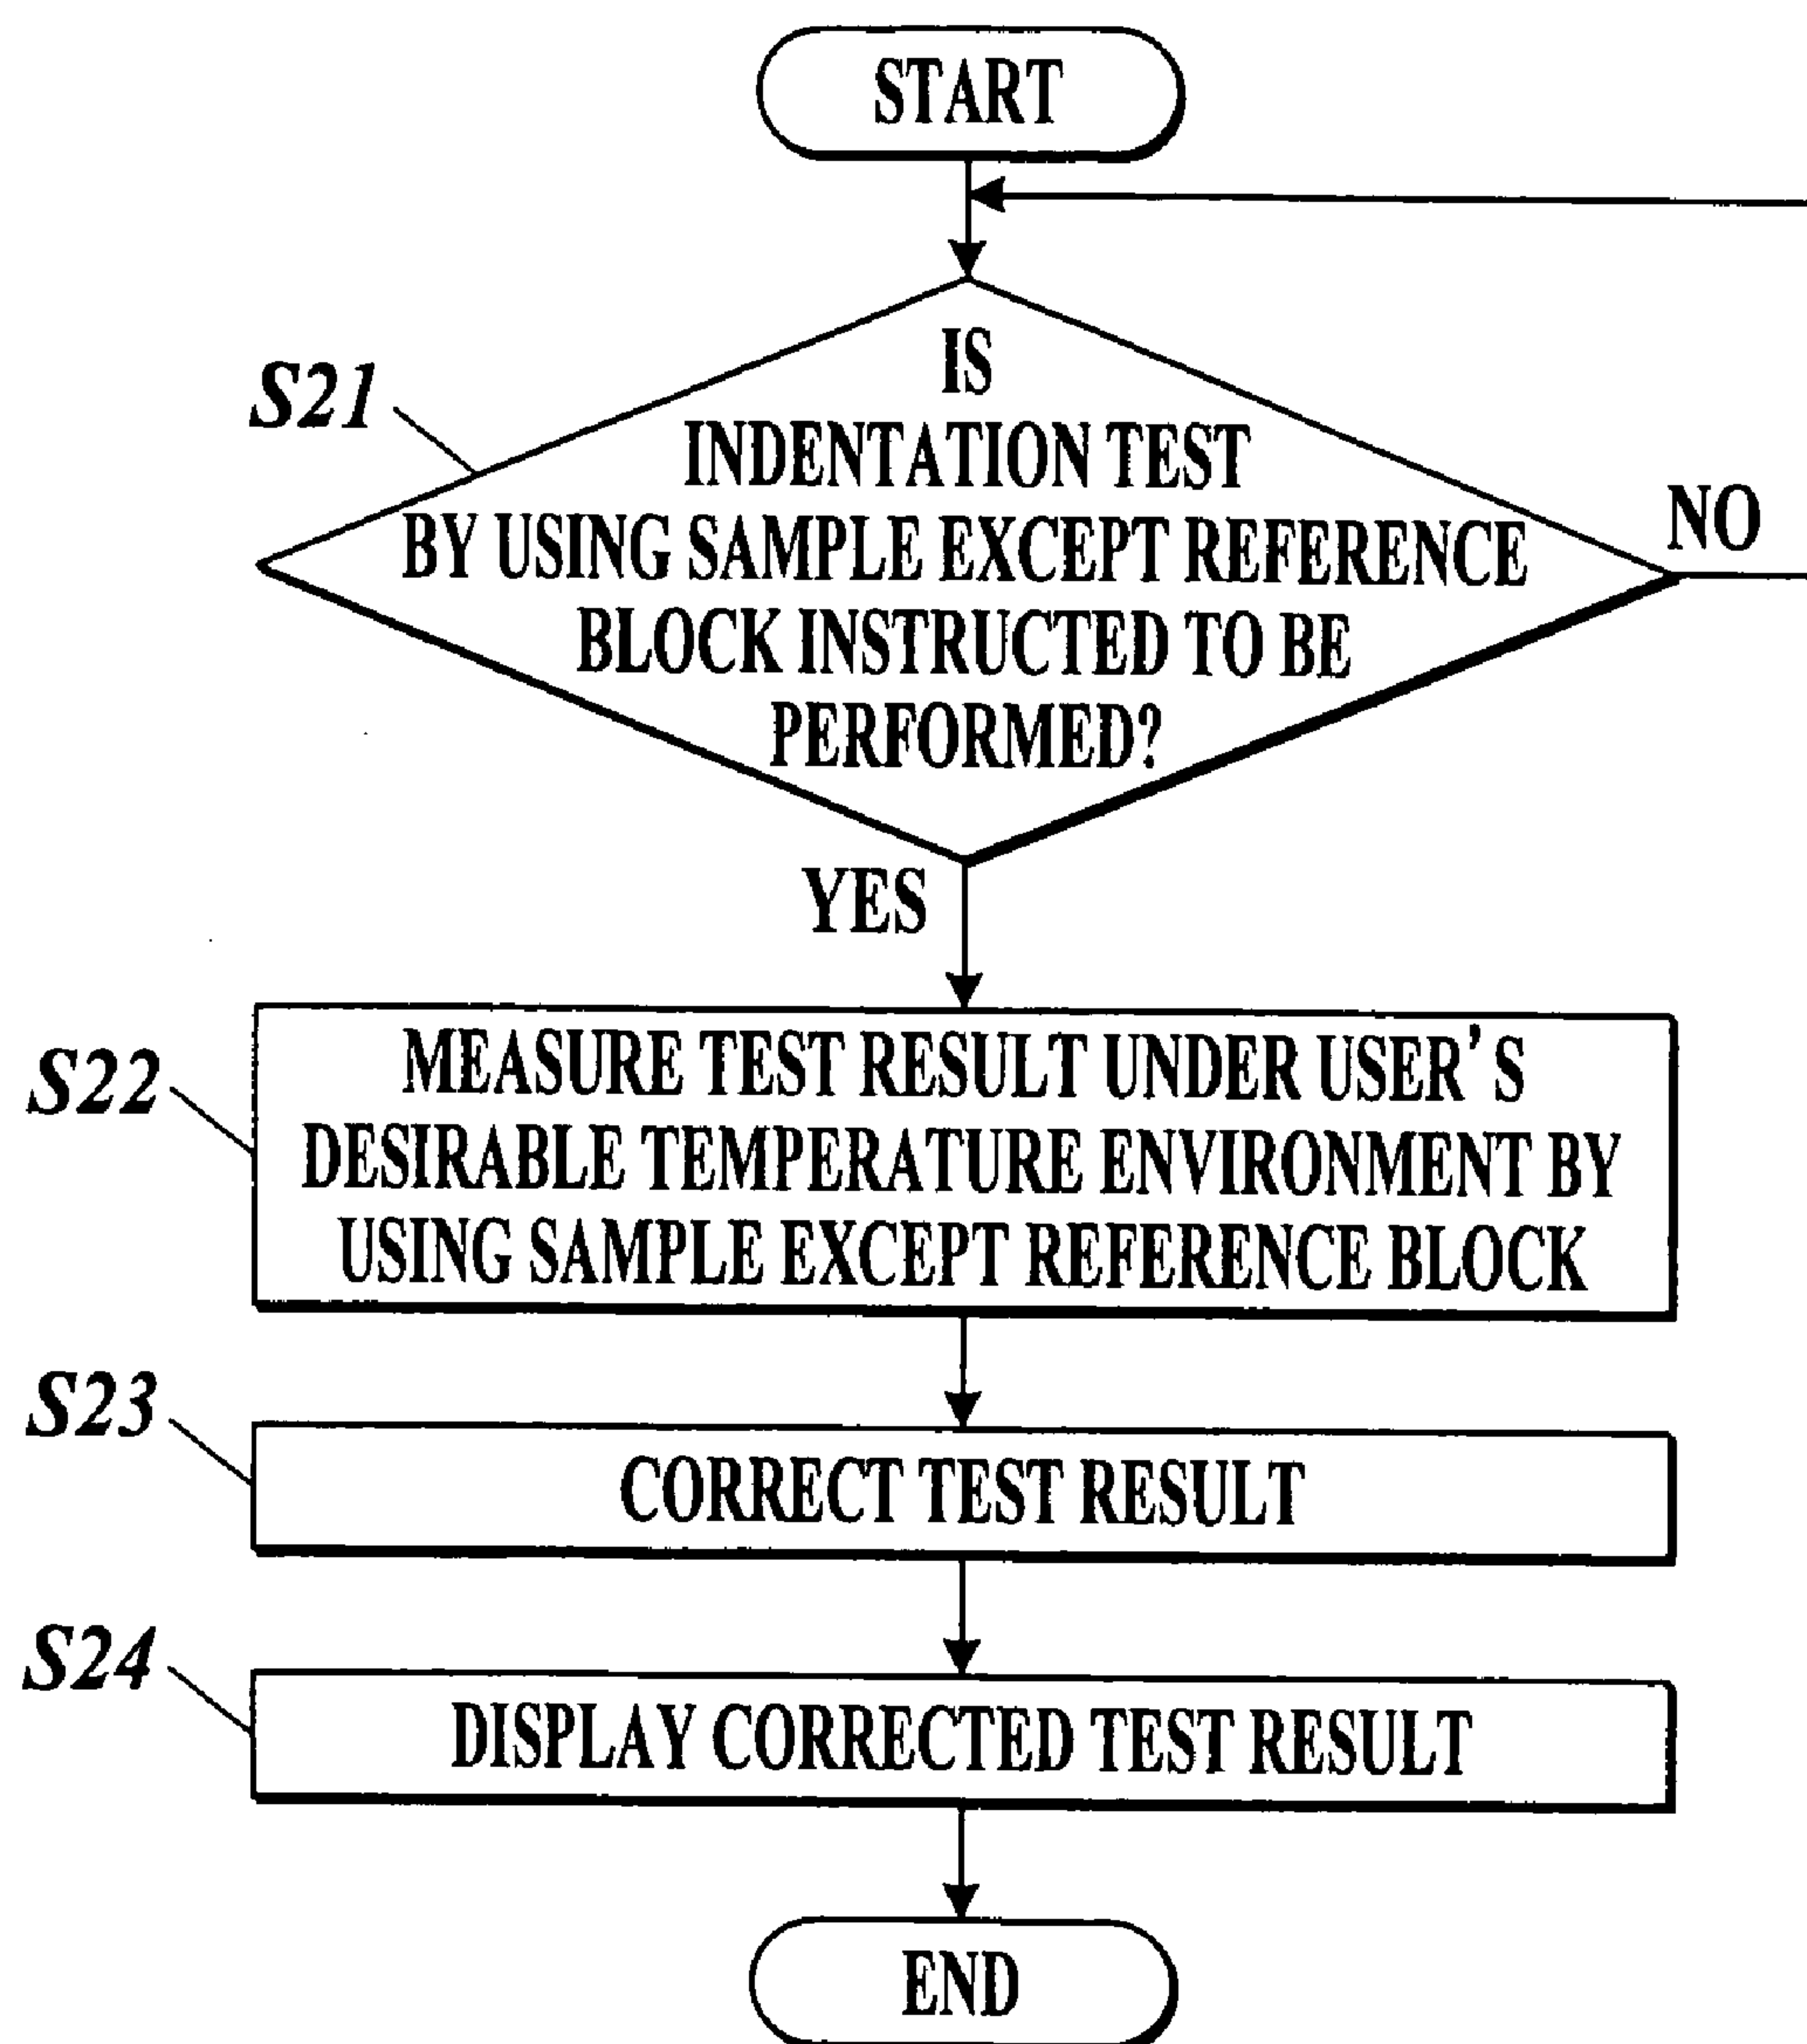 START
IS
S21
INDENTATION TEST
BY USING SAMPLE EXCEPT REFERENCE
NO
BLOCK INSTRUCTED TO BE
PERFORMED?
YES
S22
MEASURE TEST RESULT UNDER USER'S
DESIRABLE TEMPERATURE ENVIRONMENT BY
USING SAMPLE EXCEPT REFERENCE BLOCK
S23
CORRECT TEST RESULT
S24
DISPLAY CORRECTED TEST RESULT
END